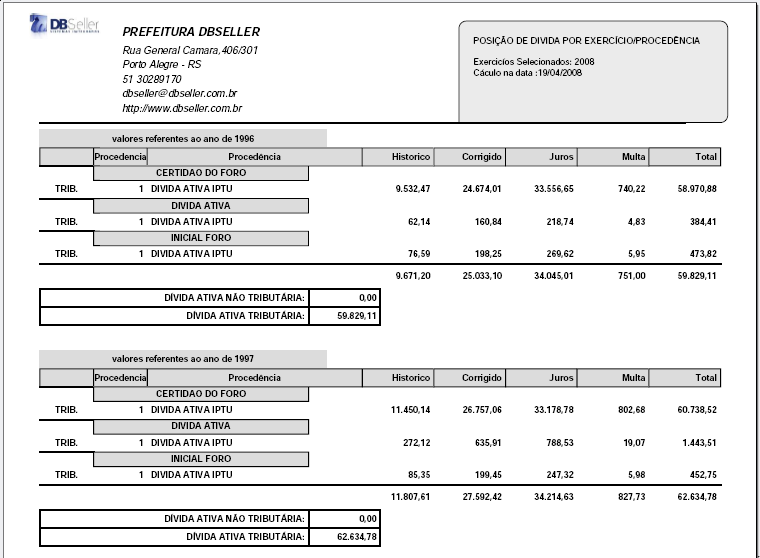 DBSeller
PREFEITURA DBSELLER
Rua General Camara,406/301
Porto Alegre - RS
51 30289170
dbseller@dbseller.com.br
http://www.dbseller.com.br
POSIÇÃO DE DIVIDA POR EXERCÍCIO/PROCEDÊNCIA
Exercicíos Selecionados: 2008
Cáculo na data :19/04/2008
valores referentes ao ano de 1996
Procedencia Procedência Historico Corrigido Juros Multa Total
CERTIDAO DO FORO
TRIB. 1 DIVIDA ATIVA IPTU 9.532,47 24.674,01 33.556,65 740,22 58.970,88
DIVIDA ATIVA
TRIB. 1 DIVIDA ATIVA IPTU 62,14 160,84 218,74 4,83 384,41
INICIAL FORO
TRIB. 1 DIVIDA ATIVA IPTU 76,59 198,25 269,62 5,95 473,82
9.671,20 25.033,10 34.045,01 751,00 59.829,11
DÍVIDA ATIVA NÃO TRIBUTÁRIA: 0,00
DÍVIDA ATIVA TRIBUTÁRIA: 59.829,11
valores referentes ao ano de 1997
Procedencia Procedência Historico Corrigido Juros Multa Total
CERTIDAO DO FORO
TRIB. 1 DIVIDA ATIVA IPTU 11.450,14 26.757,06 33.178,78 802,68 60.738,52
DIVIDA ATIVA
TRIB. 1 DIVIDA ATIVA IPTU 272,12 635,91 788,53 19,07 1.443,51
INICIAL FORO
TRIB. 1 DIVIDA ATIVA IPTU 85,35 199,45 247,32 5,98 452,75
11.807,61 27.592,42 34.214,63 827,73 62.634,78
DÍVIDA ATIVA NÃO TRIBUTÁRIA: 0,00
DÍVIDA ATIVA TRIBUTÁRIA: 62.634,78